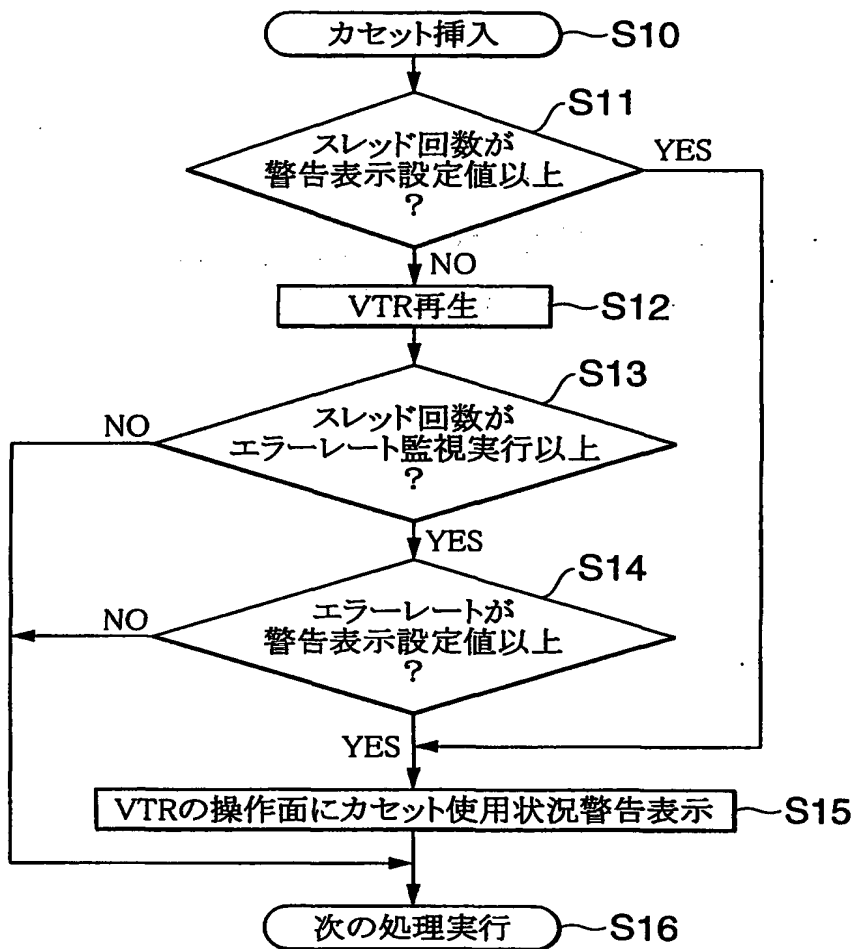 カセット挿入
S10
S11
スレッド回数が
警告表示設定値以上
?
YES
NO
VTR再生
S12
S13
スレッド回数が
エラーレート監視実行以上
?
NO
YES
S14
エラーレートが
警告表示設定値以上
?
NO
YES
VTRの操作面にカセット使用状況警告表示
S15
次の処理実行
S16